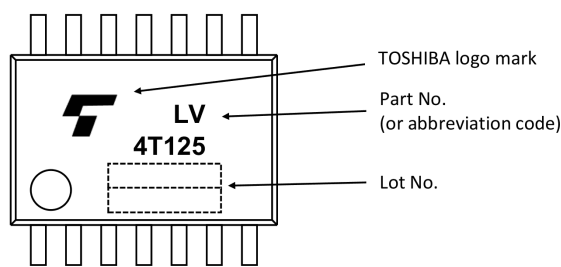 TOSHIBA logo mark
LV
4T125
Part No.
(or abbreviation code)
Lot No.